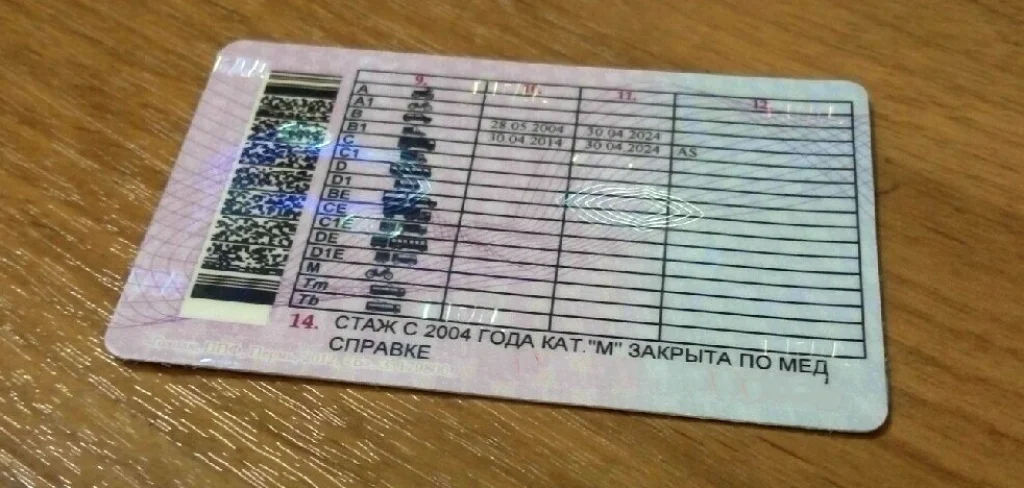 9. 10. 11. 12.
A
A1
B 28 05 2004 30 04 2024
B1 30 04 2014 30 04 2024 AS
C
C1
D
D1
BE
CE
C1E
DE
D1E
M
Tm
Tb
14. СТАЖ С 2004 ГОДА КАТ."М" ЗАКРЫТА ПО МЕД
СПРАВКЕ